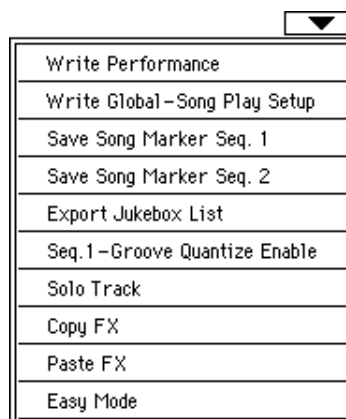 Write Performance
Write Global-Song Play Setup
Save Song Marker Seq. 1
Save Song Marker Seq. 2
Export Jukebox List
Seq.1-Groove Quantize Enable
Solo Track
Copy FX
Paste FX
Easy Mode